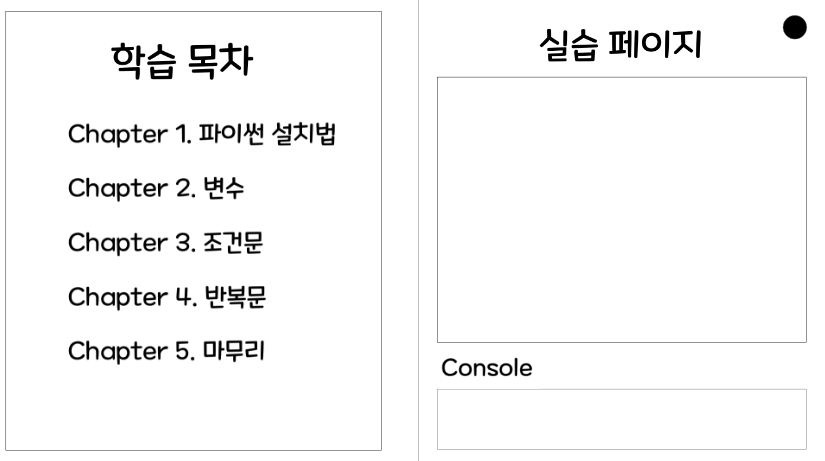 학습 목차
Chapter 1. 파이썬 설치법
Chapter 2. 변수
Chapter 3. 조건문
Chapter 4. 반복문
Chapter 5. 마무리
실습 페이지
Console